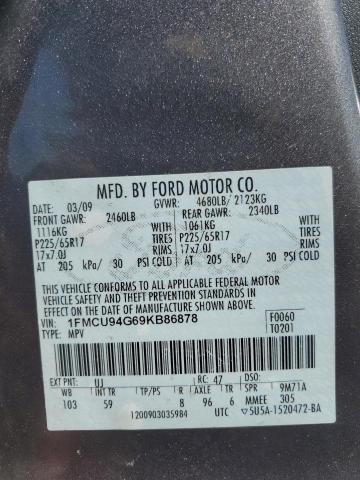 MFD. BY FORD MOTOR CO.
DATE: 03/09 GVWR: 4680LB/ 2123KG
FRONT GAWR: 2460LB REAR GAWR: 2340LB
1116KG 1061KG
P225/65R17 TIRES P225/65R17 TIRES
17x7.0J RIMS 17x7.0J RIMS
AT 205 kPa/ 30 PSI COLD AT 205 kPa/ 30 PSI COLD
THIS VEHICLE CONFORMS TO ALL APPLICABLE FEDERAL MOTOR
VEHICLE SAFETY AND BUMPER AND THEFT PREVENTION STANDARDS IN
EFFECT ON THE DATE OF MANUFACTURE SHOWN ABOVE.
VIN: 1FMCU94G69KB86878 F0060
TYPE: MPV T0201
EXT PNT: UJ RC: 47 DSO:
WB INT TR TP/PS R AXLE TR SPR 9M71A
103 59 8 96 6 MMEE 305
1200903035984 UTC 5U5A-1520472-BA